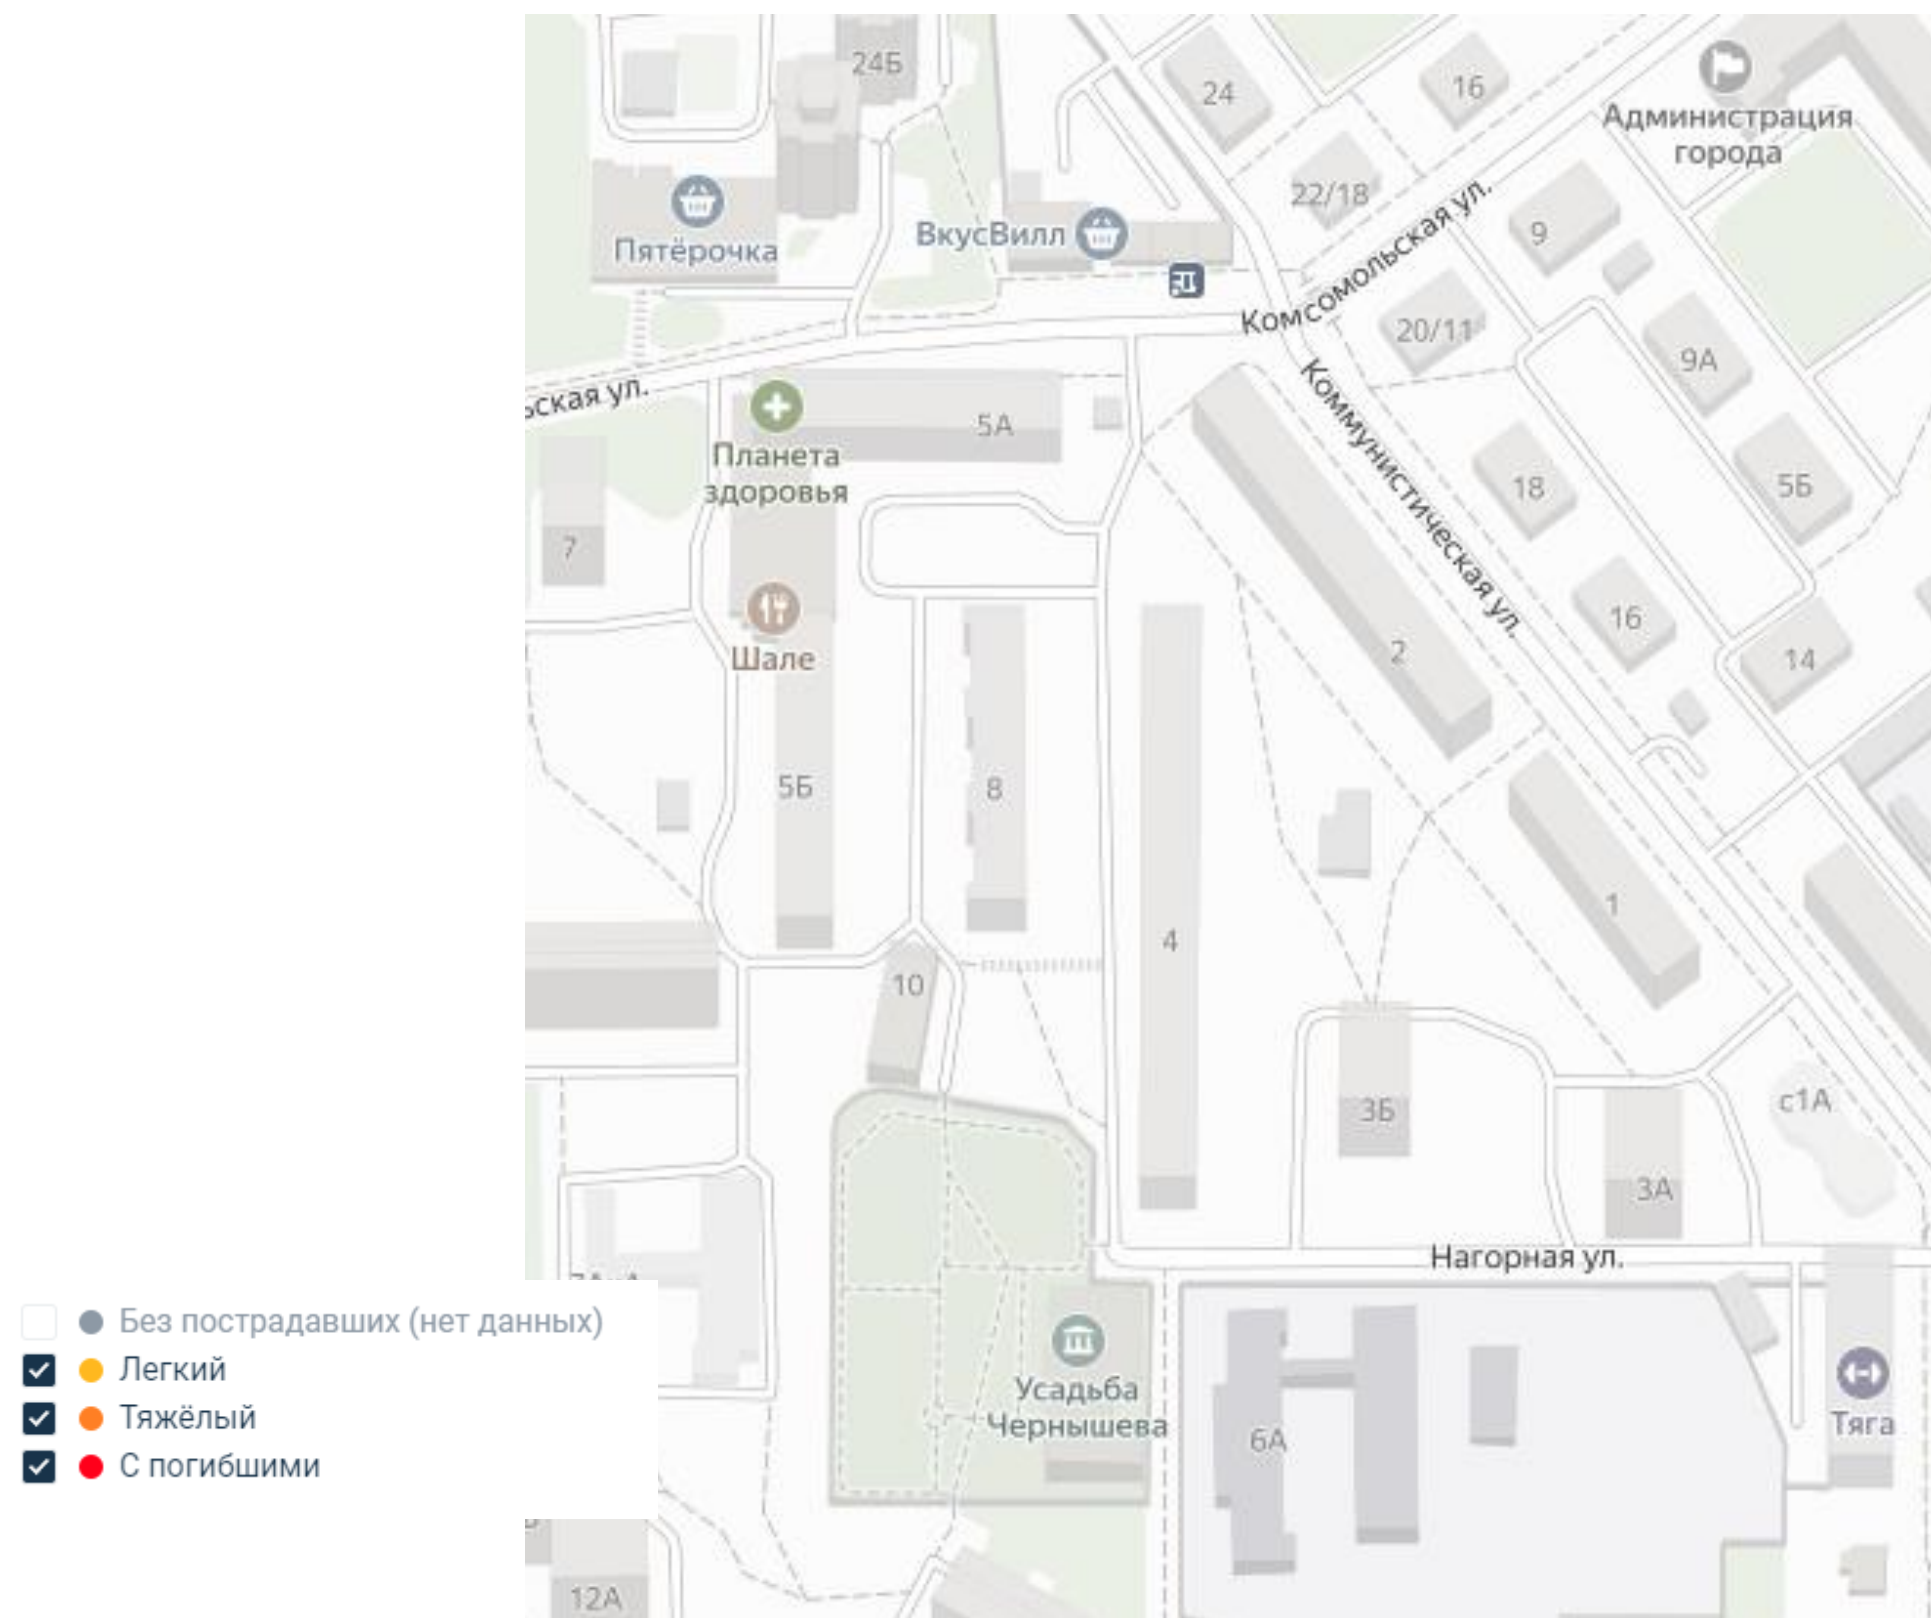 24Б
24
16
Администрация
города
22/18
Пятёрочка
ВкусВилл
9
Комсомольская ул.
20/11
9А
ьская ул.
5А
Коммунистическая ул.
Планета
здоровья
18
5Б
7
16
Шале
2
14
5Б
8
1
4
10
3Б
с1А
3А
Нагорная ул.
Без пострадавших (нет данных)
Легкий
Тяжёлый
С погибшими
Усадьба
Чернышева
6А
Тяга
12А